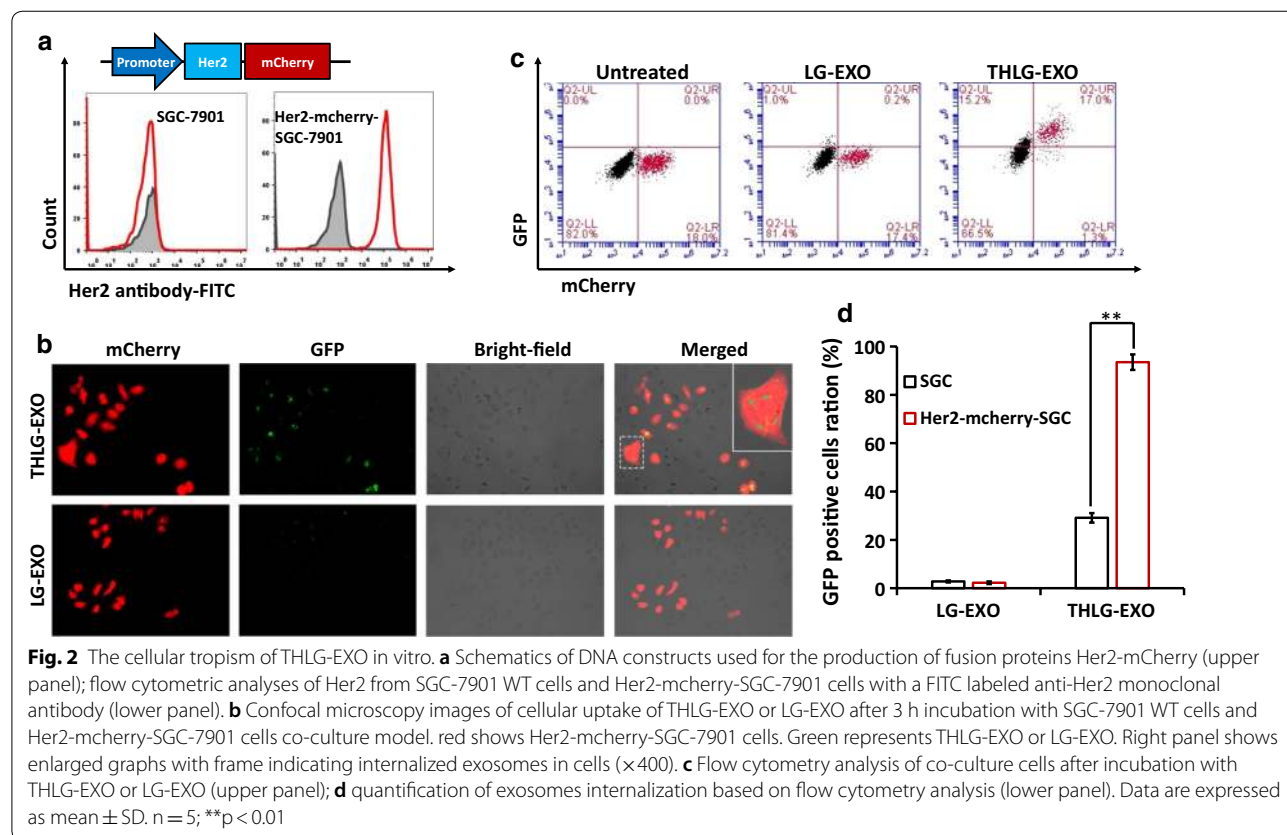 a
Promoter Her2 mCherry
SGC-7901
Her2-mcherry-
SGC-7901
Count
Her2 antibody-FITC
c
Untreated LG-EXO THLG-EXO
Q2-UL
0.0%
Q2-UR
0.0%
Q2-LL
82.0%
Q2-LR
18.0%
Q2-UL
1.0%
Q2-UR
0.2%
Q2-LL
81.4%
Q2-LR
17.4%
Q2-UL
15.2%
Q2-UR
17.0%
Q2-LL
66.5%
Q2-LR
1.3%
GFP
mCherry
b
mCherry GFP Bright-field Merged
THLG-EXO
LG-EXO
d
**
GFP positive cells ration (%)
100
80
60
40
20
0
SGC
Her2-mcherry-SGC
LG-EXO THLG-EXO
Fig. 2 The cellular tropism of THLG-EXO in vitro. a Schematics of DNA constructs used for the production of fusion proteins Her2-mCherry (upper
panel); flow cytometric analyses of Her2 from SGC-7901 WT cells and Her2-mcherry-SGC-7901 cells with a FITC labeled anti-Her2 monoclonal
antibody (lower panel). b Confocal microscopy images of cellular uptake of THLG-EXO or LG-EXO after 3 h incubation with SGC-7901 WT cells and
Her2-mcherry-SGC-7901 cells co-culture model. red shows Her2-mcherry-SGC-7901 cells. Green represents THLG-EXO or LG-EXO. Right panel shows
enlarged graphs with frame indicating internalized exosomes in cells (×400). c Flow cytometry analysis of co-culture cells after incubation with
THLG-EXO or LG-EXO (upper panel); d quantification of exosomes internalization based on flow cytometry analysis (lower panel). Data are expressed
as mean ± SD. n = 5; **p < 0.01